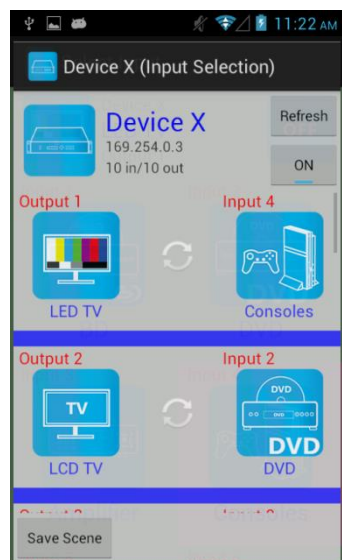 11:22 AM
Device X (Input Selection)
Device X
169.254.0.3
10 in/10 out
Refresh
ON
Output 1
Input 4
LED TV
Consoles
Output 2
Input 2
TV
DVD
DVD
LCD TV
DVD
Save Scene